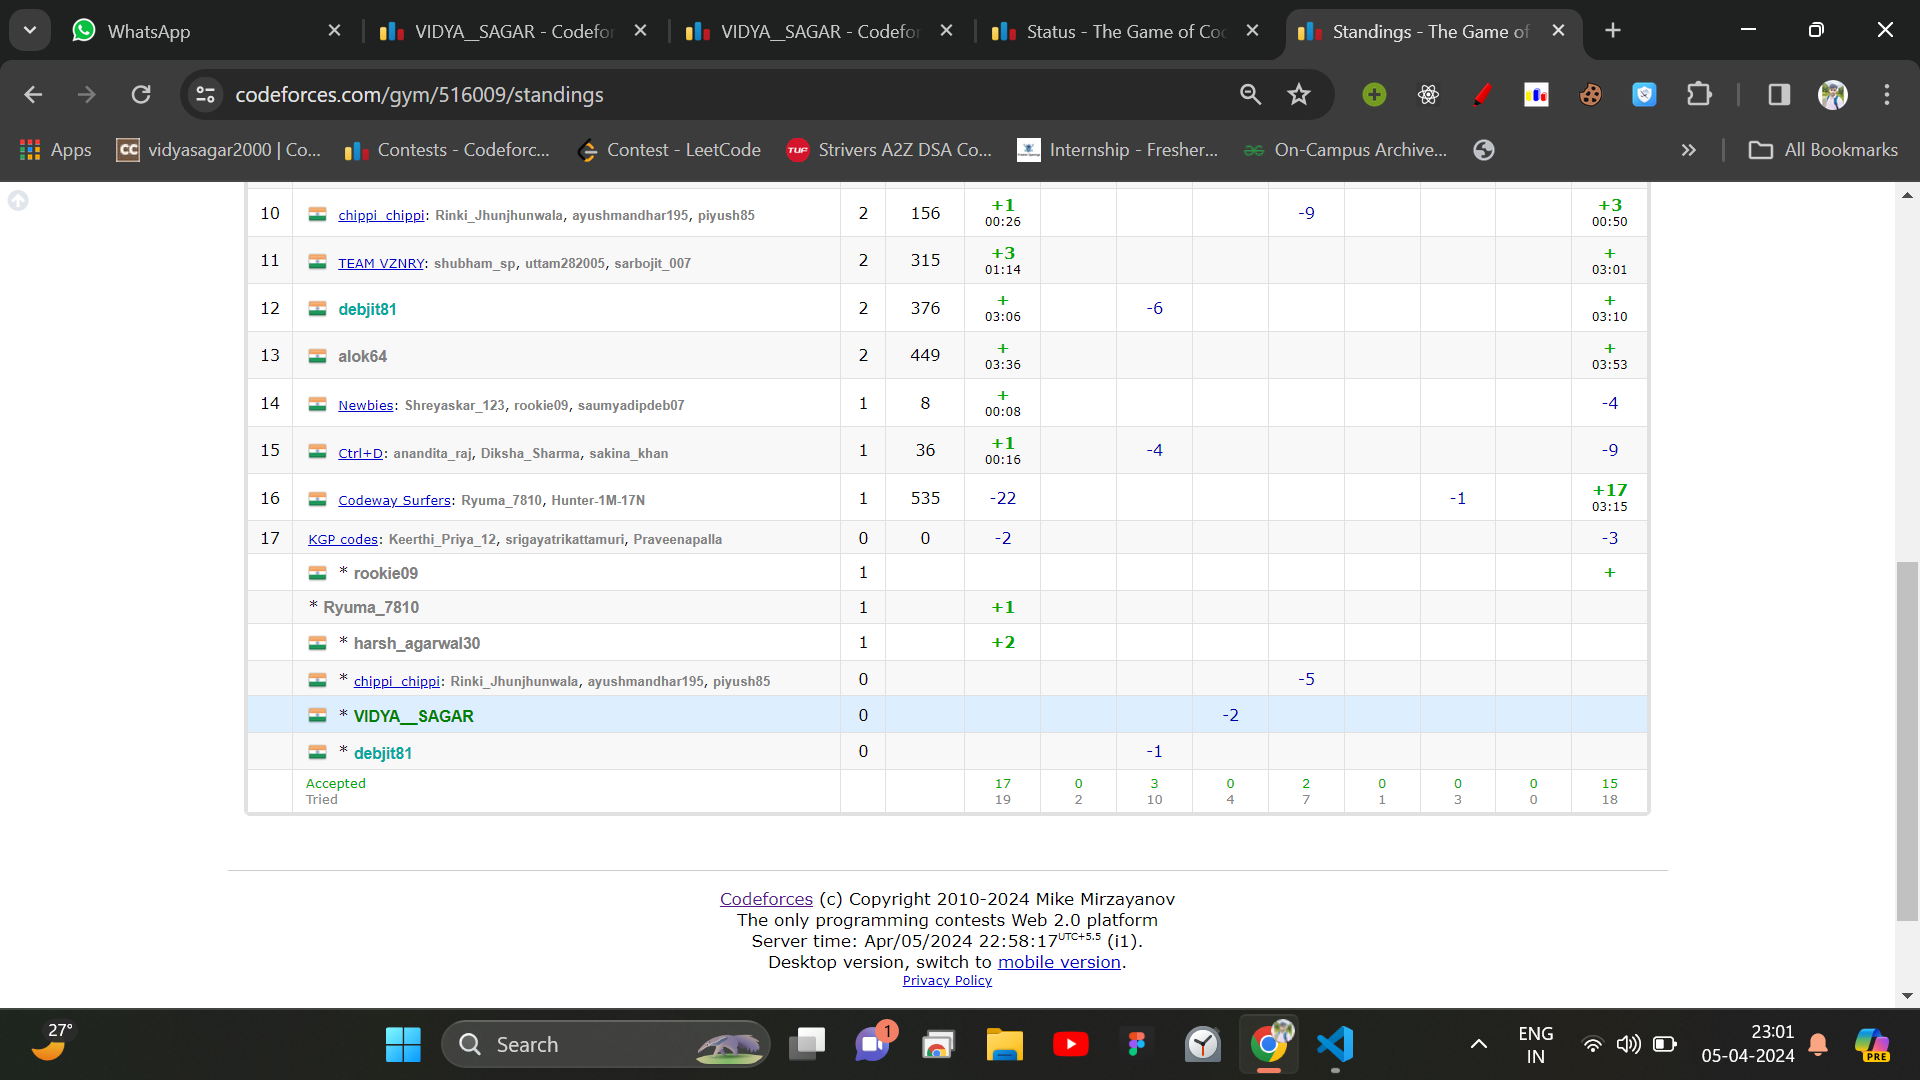 WhatsApp
VIDYA__SAGAR - Codefor
VIDYA__SAGAR - Codefor
Status - The Game of Co
Standings - The Game of
codeforces.com/gym/516009/standings
Apps
vidyasagar2000 | Co...
Contests - Codeforc...
Contest - LeetCode
TUF
Strivers A2Z DSA Co...
Internship - Fresher...
On-Campus Archive...
»
All Bookmarks
10 chippi_chippi: Rinki_Jhunjhunwala, ayushmandhar195, piyush85 2 156 +1 -9 +3
00:26 00:50
11 TEAM VZNRY: shubham_sp, uttam282005, sarbojit_007 2 315 +3 +
01:14 03:01
12 debjit81 2 376 + -6 +
03:06 03:10
13 alok64 2 449 + +
03:36 03:53
14 Newbies: Shreyaskar_123, rookie09, saumyadipdeb07 1 8 + -4
00:08
15 Ctrl+D: anandita_raj, Diksha_Sharma, sakina_khan 1 36 +1 -4 -9
00:16
16 Codeway Surfers: Ryuma_7810, Hunter-1M-17N 1 535 -22 -1 +17
03:15
17 KGP codes: Keerthi_Priya_12, srigayatrikattamuri, Praveenapalla 0 0 -2 -3
* rookie09 1 +
* Ryuma_7810 1 +1
* harsh_agarwal30 1 +2
* chippi_chippi: Rinki_Jhunjhunwala, ayushmandhar195, piyush85 0 -5
* VIDYA__SAGAR 0 -2
* debjit81 0 -1
Accepted 17 0 3 0 2 0 0 0 15
Tried 19 2 10 4 7 1 3 0 18
Codeforces (c) Copyright 2010-2024 Mike Mirzayanov
The only programming contests Web 2.0 platform
Server time: Apr/05/2024 22:58:17UTC+5.5 (i1).
Desktop version, switch to mobile version.
Privacy Policy
27°
Search
1
ENG
IN
23:01
05-04-2024
PRE